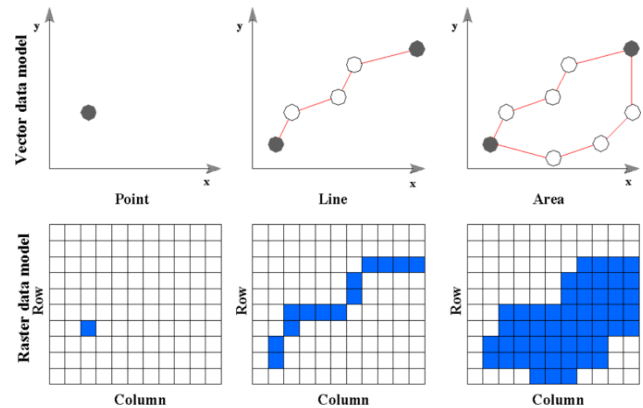 Vector data model
y
x
Point
y
x
Line
y
x
Area
Raster data model
Row
Column
Row
Column
Row
Column